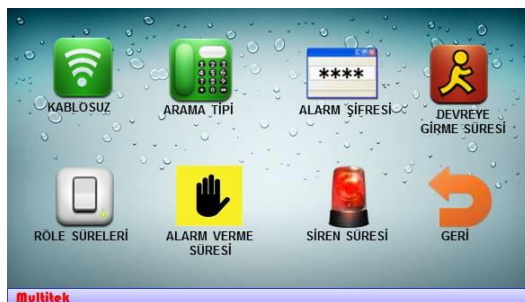 KABLOSUZ
ARAMA TİPİ
****
ALARM ŞİFRESİ
DEVREYE
GİRME SÜRESİ
RÖLE SÜRELERİ
ALARM VERME
SÜRESİ
SİREN SÜRESİ
GERİ
Multitek